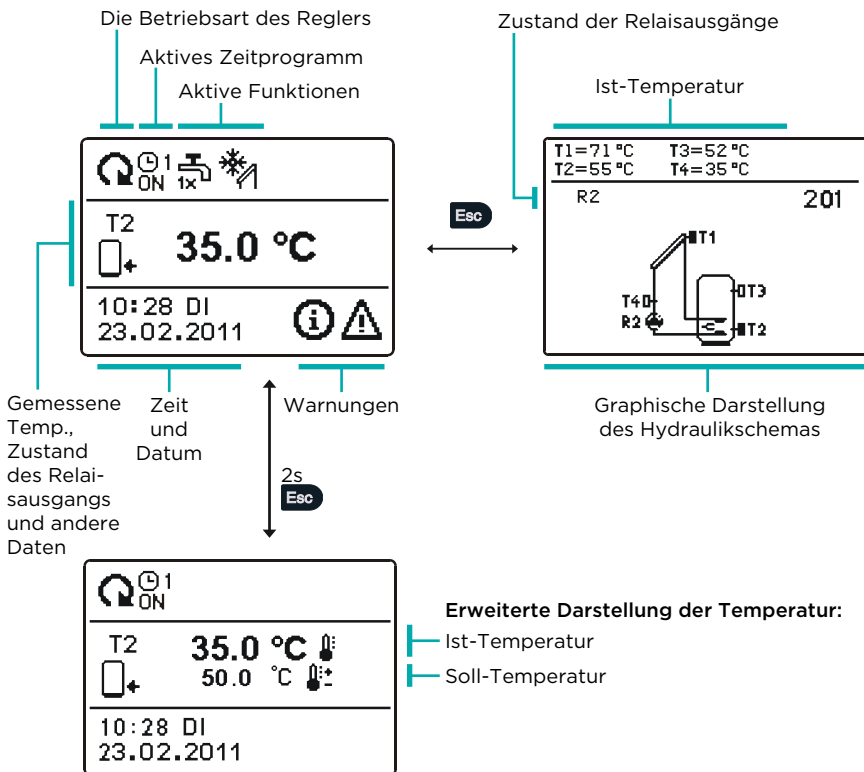 Die Betriebsart des Reglers
Aktives Zeitprogramm
Aktive Funktionen
1
ON
1x
T2
35.0 °C
10:28 DI
23.02.2011
Gemessene
Temp.,
Zustand
des Relai-
sausgangs
und andere
Daten
Zeit
und
Datum
Warnungen
Esc
Zustand der Relaisausgänge
Ist-Temperatur
T1=71 °C T3=52 °C
T2=55 °C T4=35 °C
R2 201
T1
T4 T3
R2 T2
Graphische Darstellung
des Hydraulikschemas
2s
Esc
1
ON
T2 35.0 °C
50.0 °C
10:28 DI
23.02.2011
Erweiterte Darstellung der Temperatur:
Ist-Temperatur
Soll-Temperatur